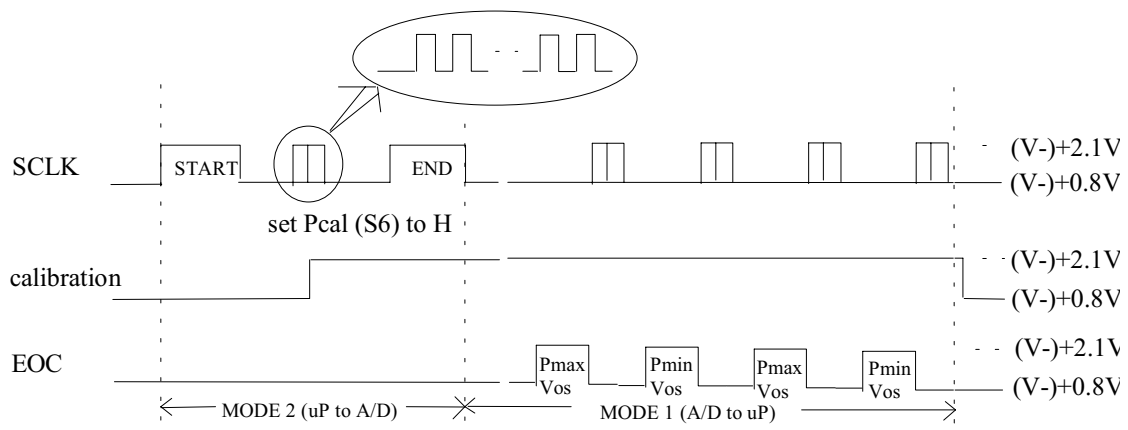 SCLK
START
END
(V-)+2.1V
(V-)+0.8V
set Pcal (S6) to H
calibration
(V-)+2.1V
(V-)+0.8V
EOC
Pmax
Vos
Pmin
Vos
Pmax
Vos
Pmin
Vos
(V-)+2.1V
(V-)+0.8V
MODE 2 (uP to A/D)
MODE 1 (A/D to uP)